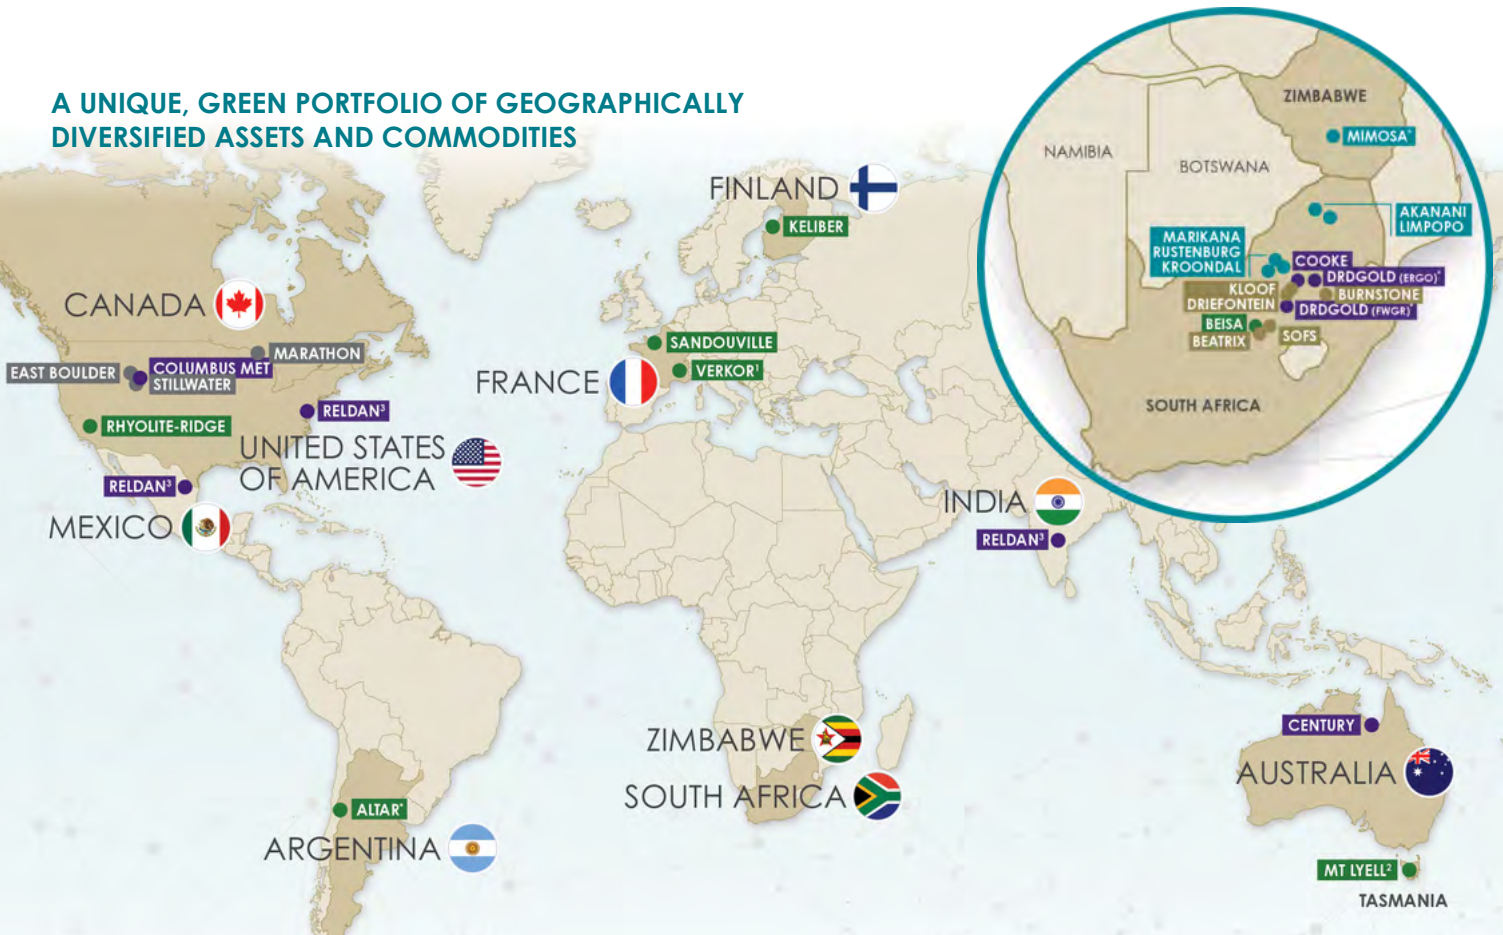 A UNIQUE, GREEN PORTFOLIO OF GEOGRAPHICALLY
DIVERSIFIED ASSETS AND COMMODITIES
CANADA
MARATHON
EAST BOULDER
COLUMBUS MET
STILLWATER
RELDAN³
RHYOLITE-RIDGE
UNITED STATES
OF AMERICA
RELDAN³
MEXICO
ALTAR*
ARGENTINA
FINLAND
KELIBER
SANDOUVILLE
VERKOR¹
FRANCE
ZIMBABWE
SOUTH AFRICA
INDIA
RELDAN³
CENTURY
AUSTRALIA
MT LYELL²
TASMANIA
ZIMBABWE
MIMOSA*
NAMIBIA
BOTSWANA
AKANANI
LIMPOPO
MARIKANA
RUSTENBURG
KROONDAL
COOKE
DRDGOLD (ERGO)*
KLOOF
DRIEFONTEIN
BURNSTONE
DRDGOLD (FWGR)*
BEISA
BEATRIX
SOFS
SOUTH AFRICA